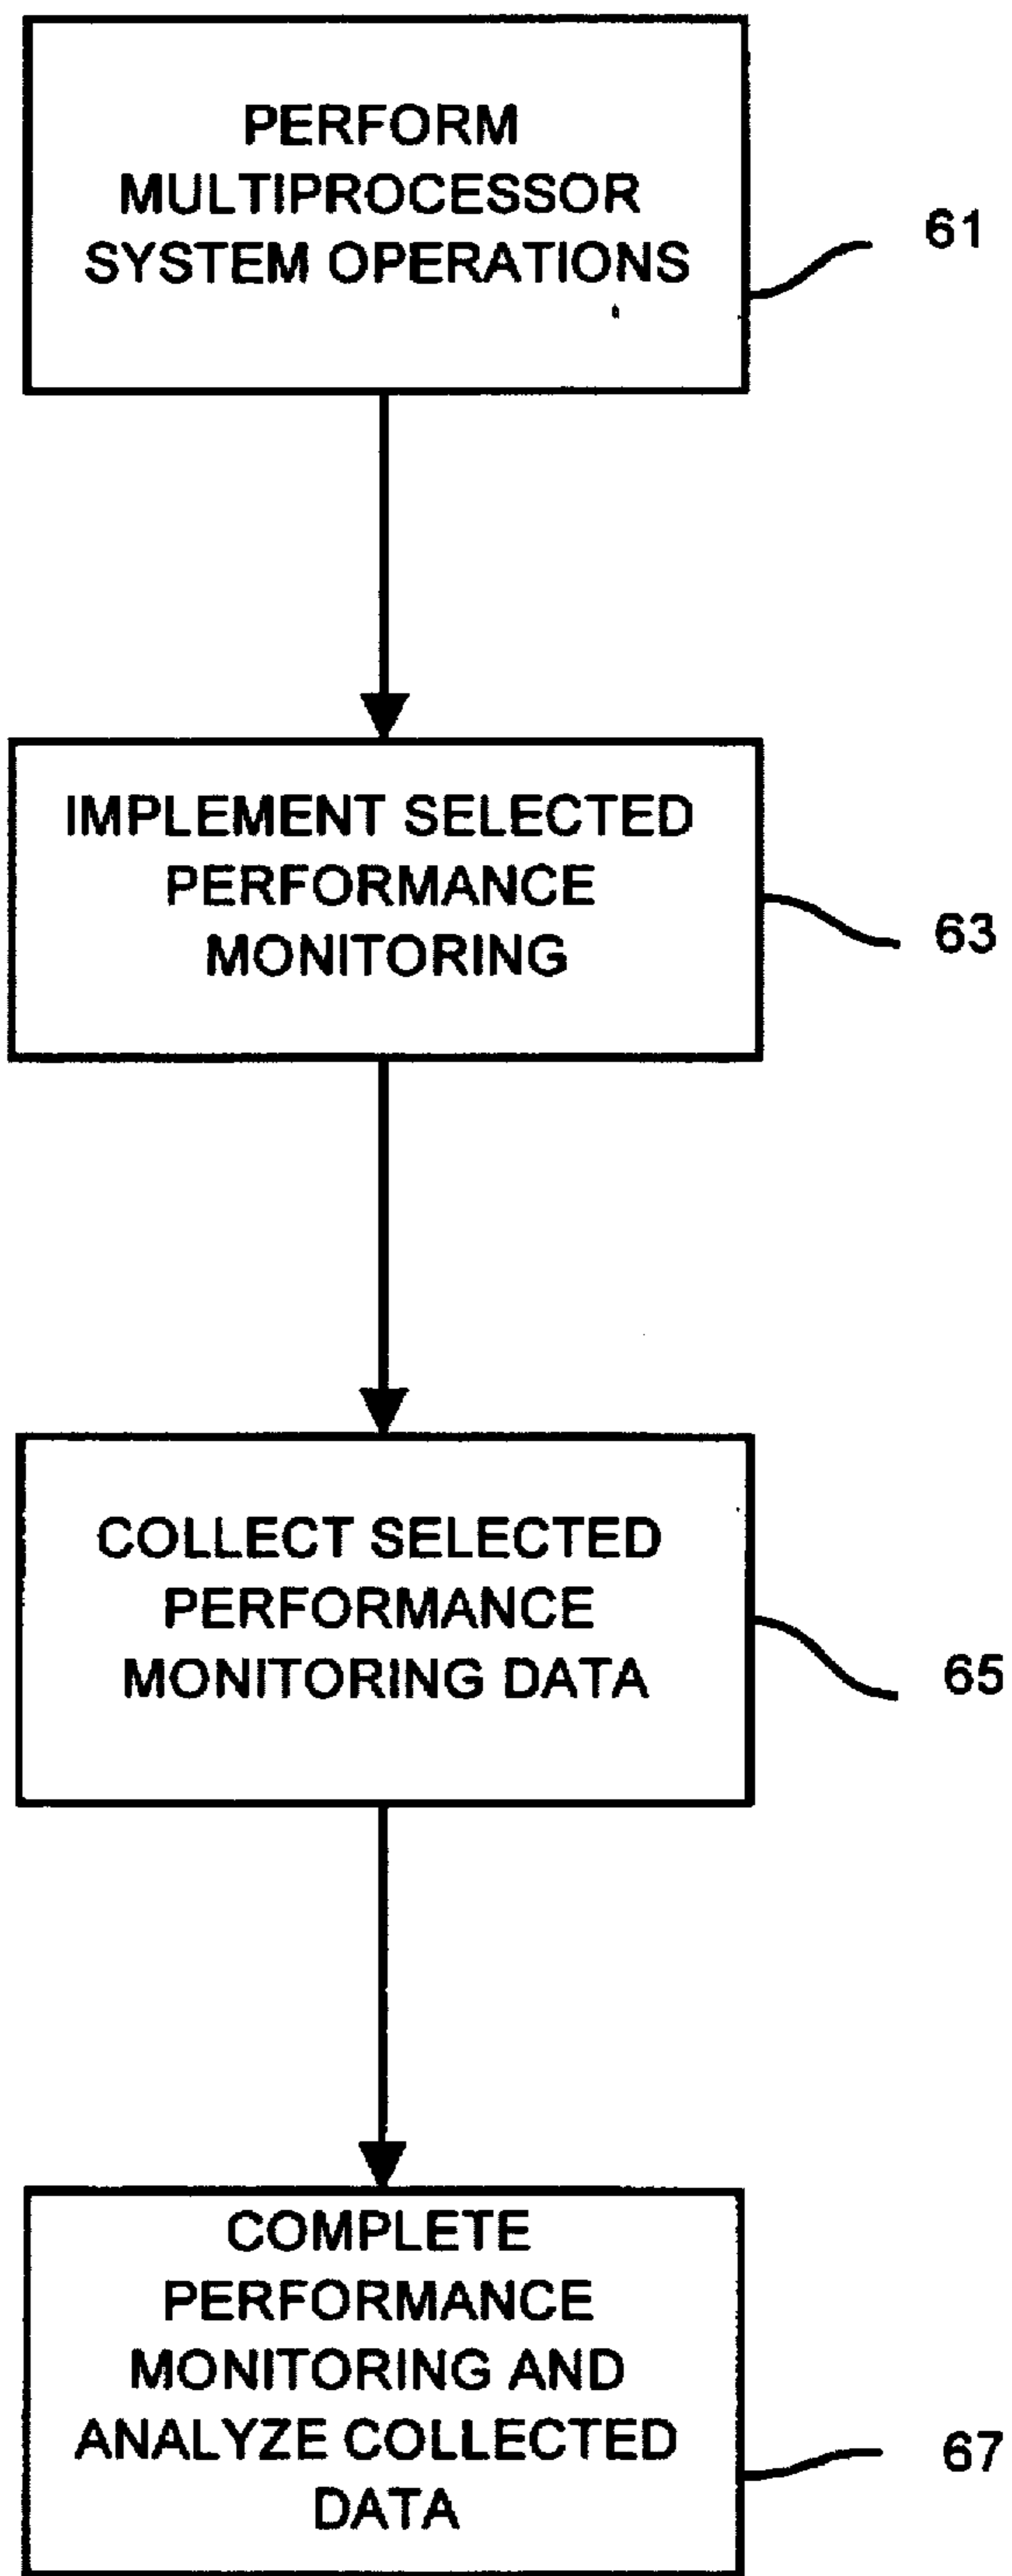 PERFORM
MULTIPROCESSOR
SYSTEM OPERATIONS
61
IMPLEMENT SELECTED
PERFORMANCE
MONITORING
63
COLLECT SELECTED
PERFORMANCE
MONITORING DATA
65
COMPLETE
PERFORMANCE
MONITORING AND
ANALYZE COLLECTED
DATA
67